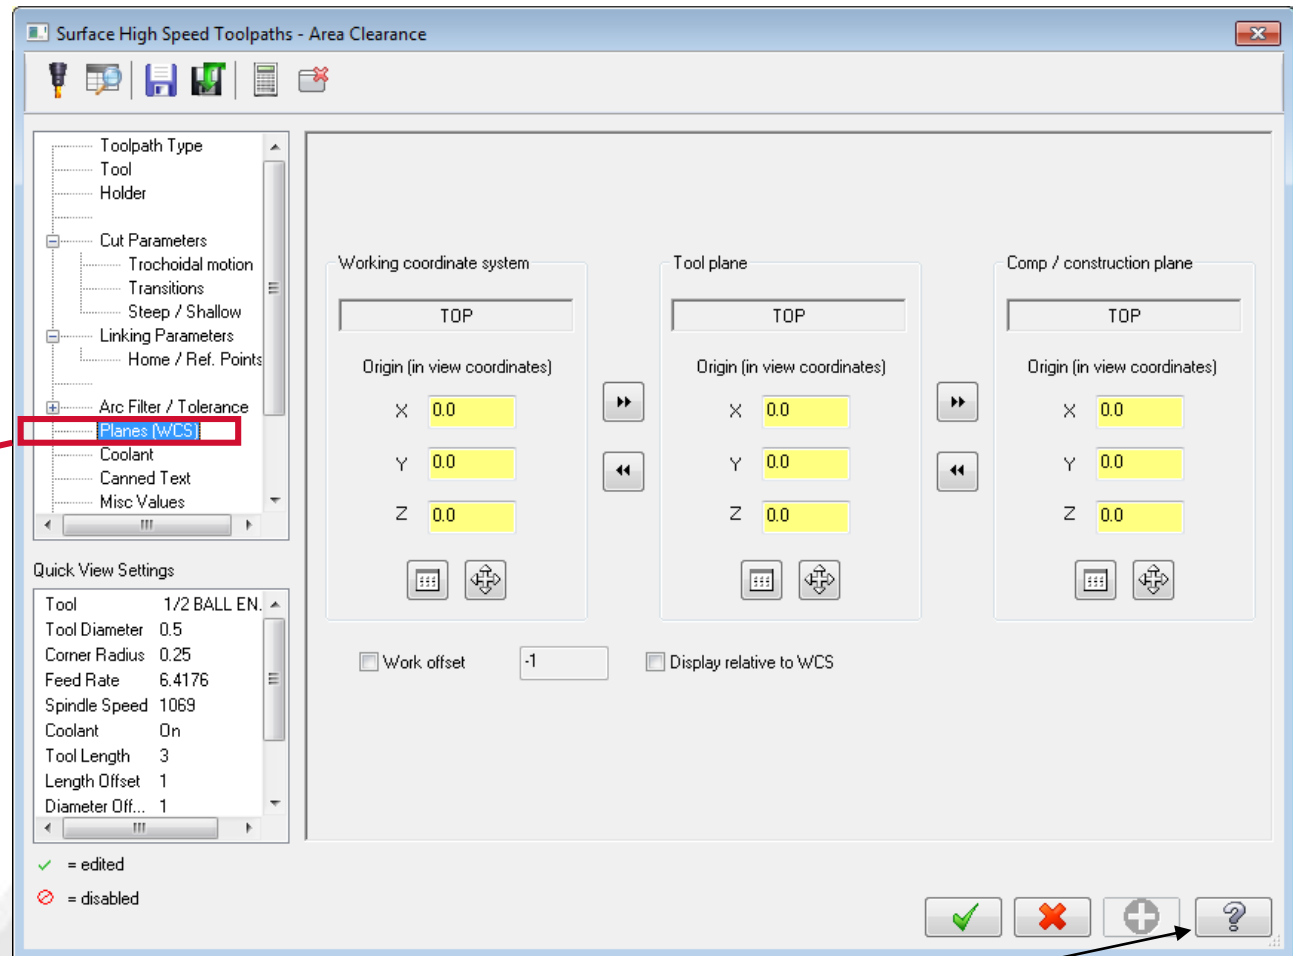 Surface High Speed Toolpaths - Area Clearance
Toolpath Type
Tool
Holder
Cut Parameters
Trochoidal motion
Transitions
Steep / Shallow
Linking Parameters
Home / Ref. Points
Arc Filter / Tolerance
Planes (WCS)
Coolant
Canned Text
Misc Values
Working coordinate system
TOP
Origin (in view coordinates)
X 0.0
Y 0.0
Z 0.0
Tool plane
TOP
Origin (in view coordinates)
X 0.0
Y 0.0
Z 0.0
Comp / construction plane
TOP
Origin (in view coordinates)
X 0.0
Y 0.0
Z 0.0
Work offset -1
Display relative to WCS
Quick View Settings
Tool 1/2 BALL EN.
Tool Diameter 0.5
Corner Radius 0.25
Feed Rate 6.4176
Spindle Speed 1069
Coolant On
Tool Length 3
Length Offset 1
Diameter Off... 1
= edited
= disabled